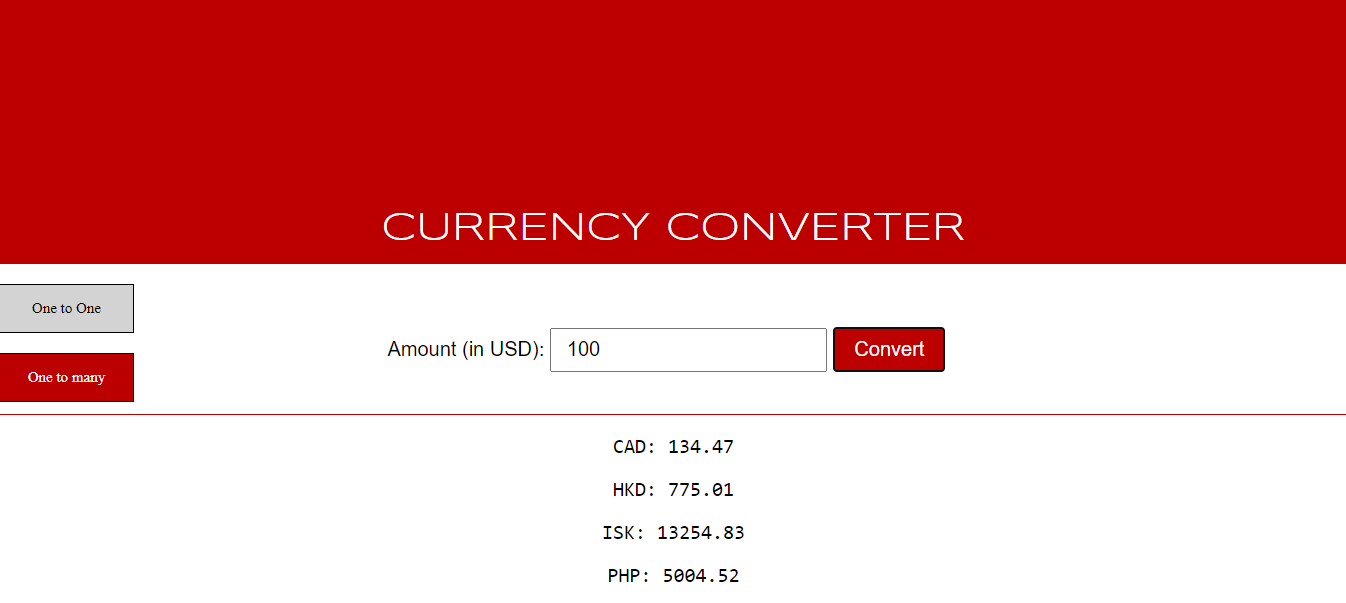 CURRENCY CONVERTER
One to One
One to many
Amount (in USD): 100 Convert
CAD: 134.47
HKD: 775.01
ISK: 13254.83
PHP: 5004.52